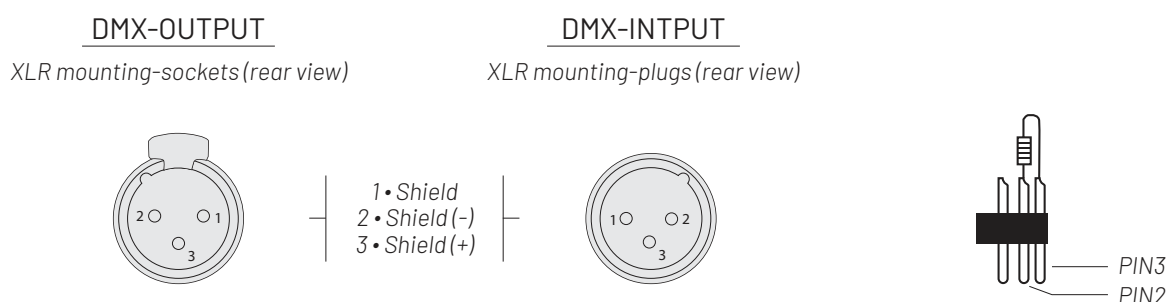 DMX-OUTPUT
XLR mounting-sockets (rear view)
2
1
3
1 • Shield
2 • Shield (-)
3 • Shield (+)
DMX-INTPUT
XLR mounting-plugs (rear view)
1
2
3
PIN3
PIN2